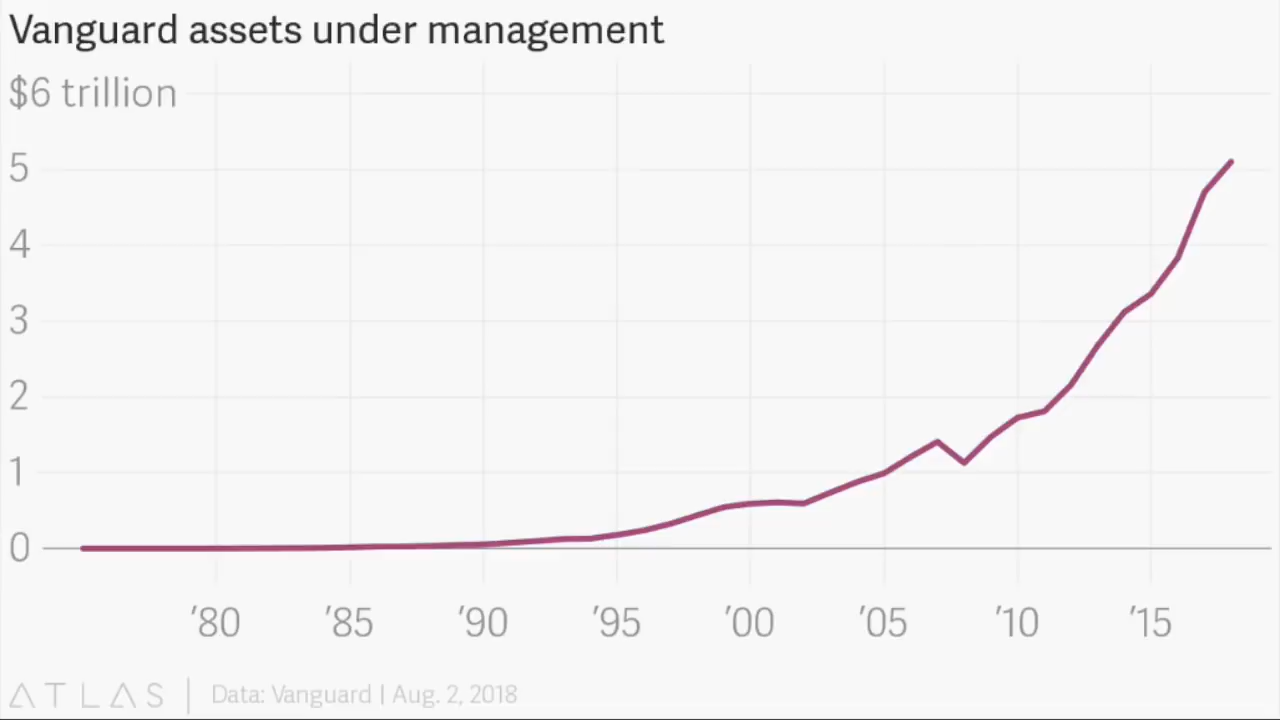 Vanguard assets under management
$6 trillion
5
4
3
2
1
0
’80 ’85 ’90 ’95 ’00 ’05 ’10 ’15
ATLAS | Data: Vanguard | Aug. 2, 2018